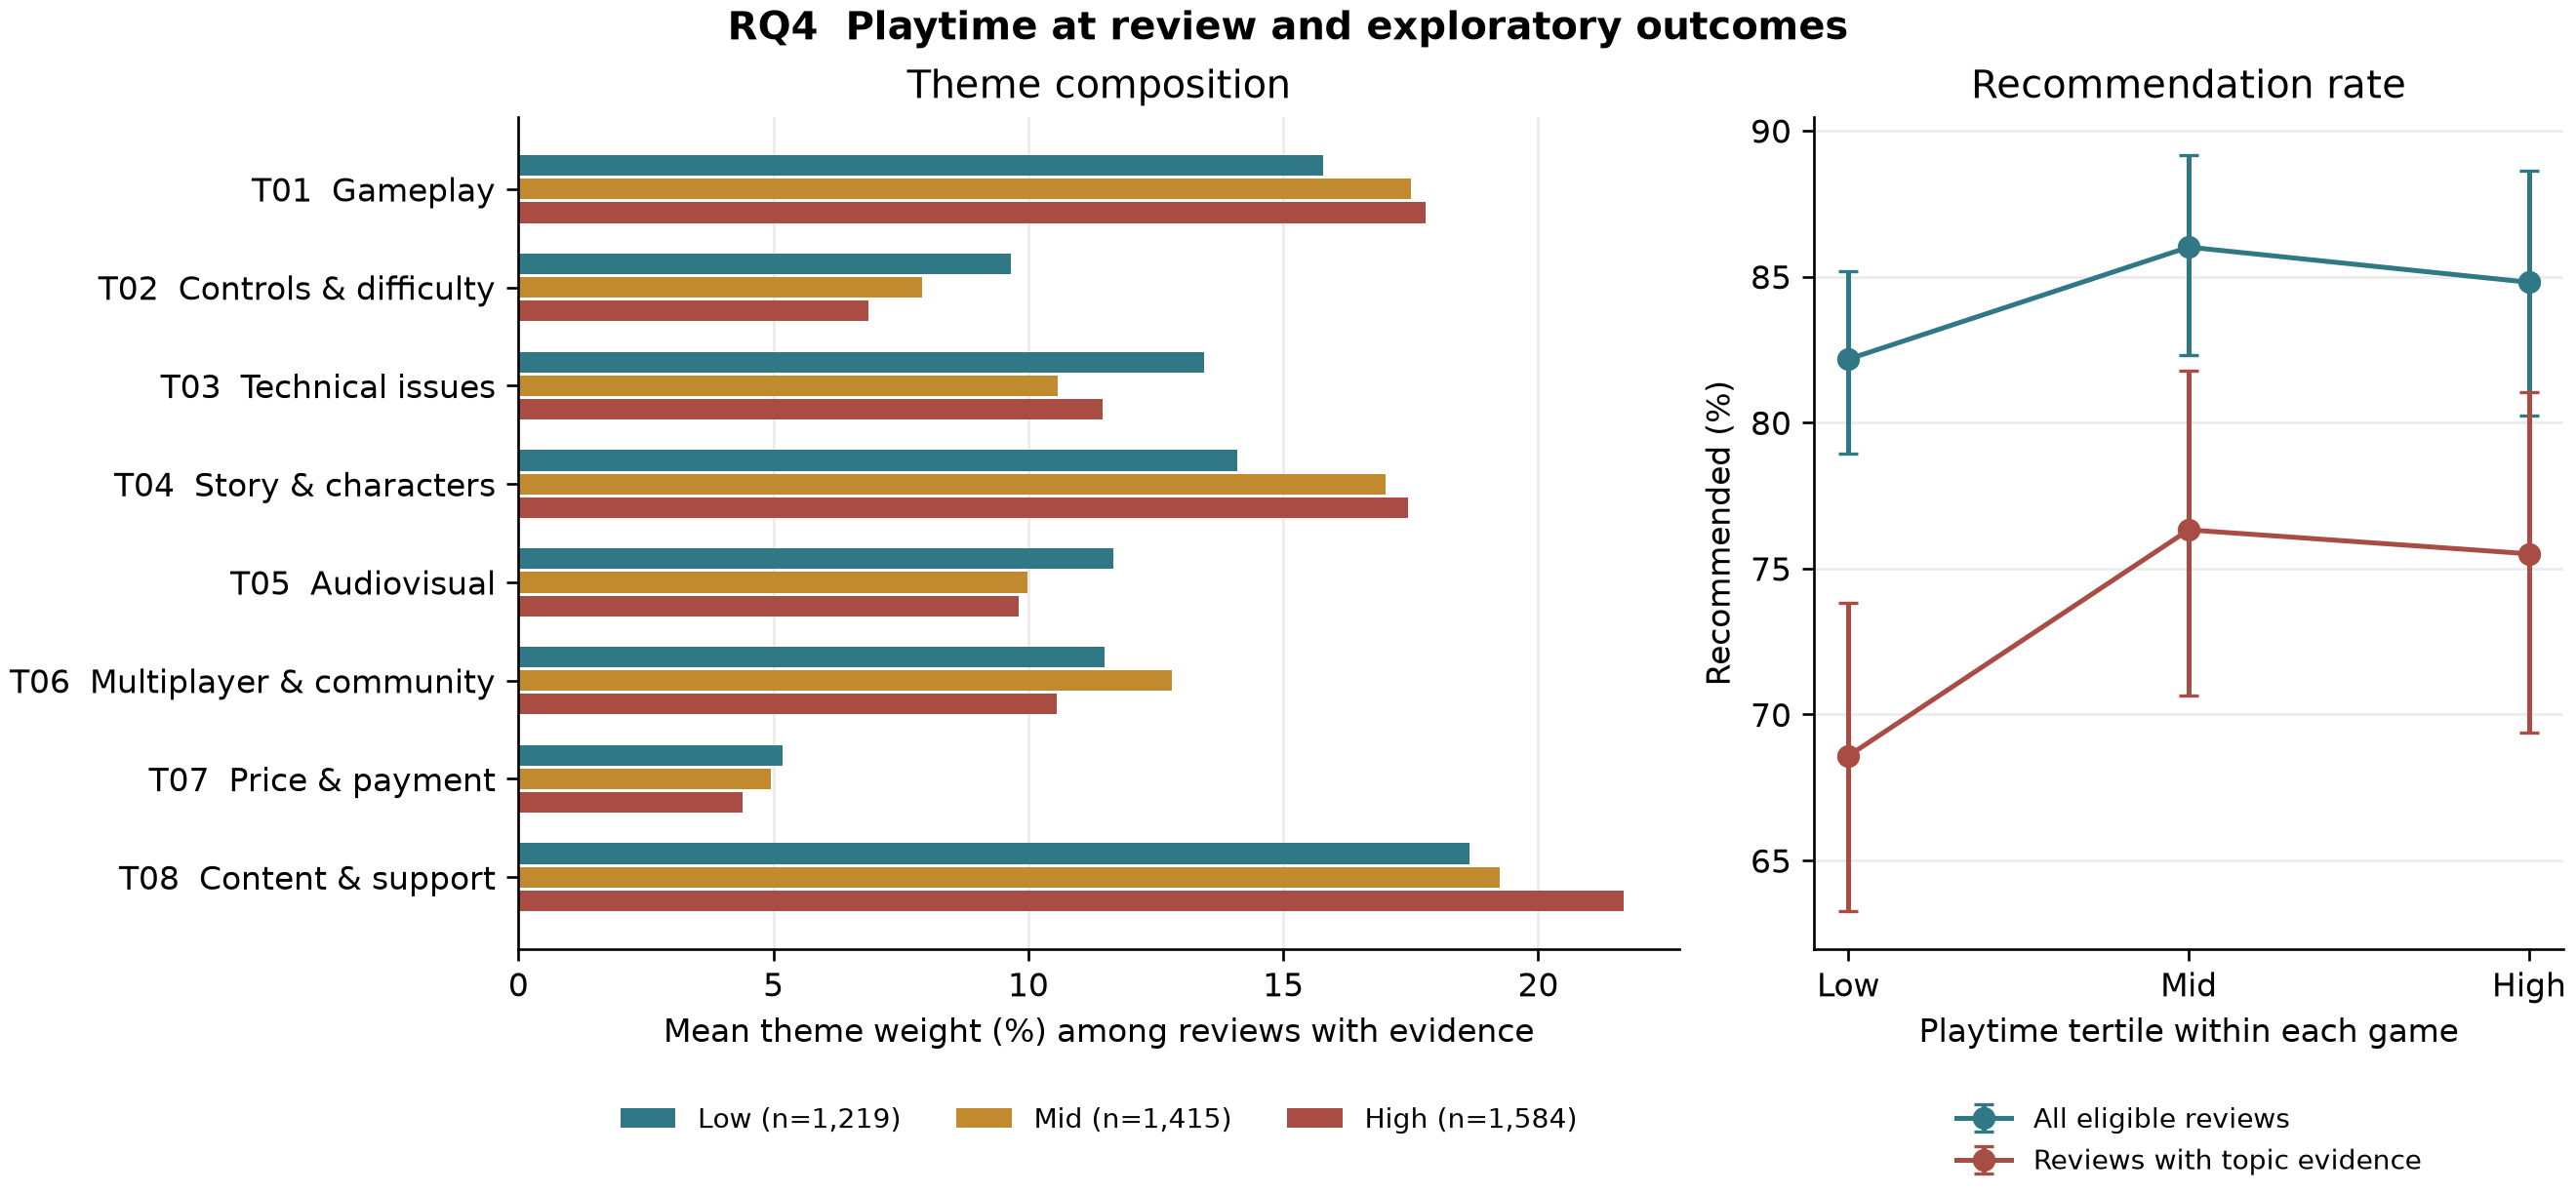 RQ4  Playtime at review and exploratory outcomes
Theme composition
T01  Gameplay
T02  Controls & difficulty
T03  Technical issues
T04  Story & characters
T05  Audiovisual
T06  Multiplayer & community
T07  Price & payment
T08  Content & support
0 5 10 15 20
Mean theme weight (%) among reviews with evidence
Low (n=1,219) Mid (n=1,415) High (n=1,584)
Recommendation rate
Recommended (%)
90
85
80
75
70
65
Low Mid High
Playtime tertile within each game
All eligible reviews
Reviews with topic evidence